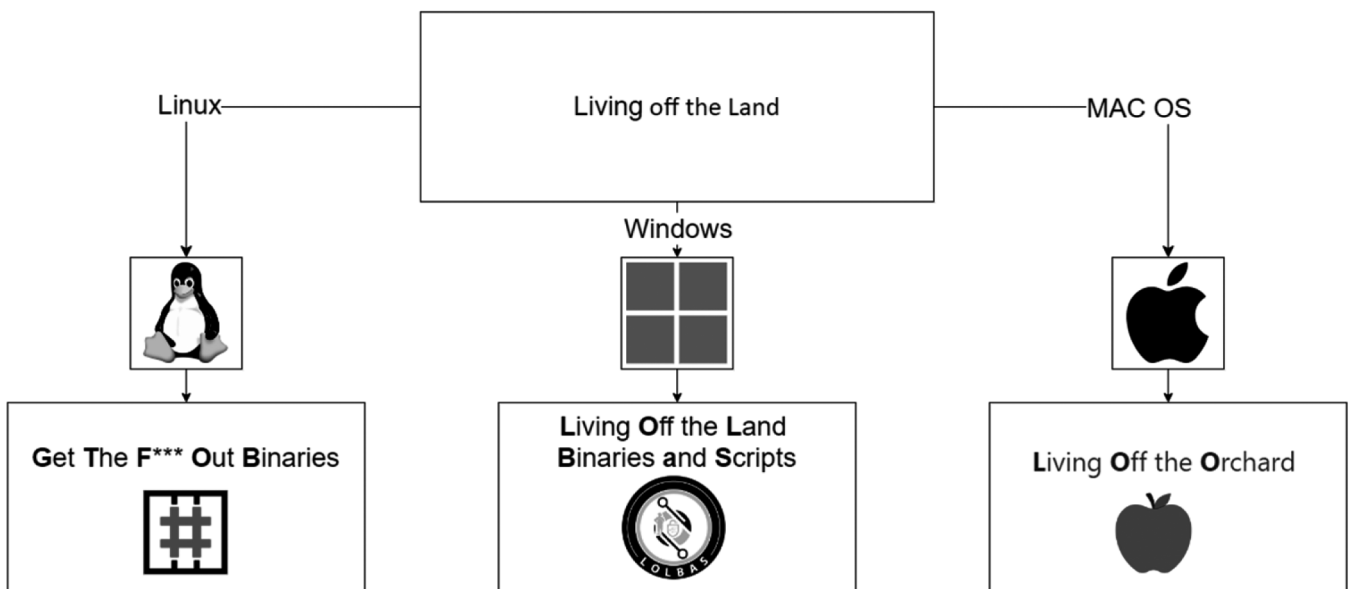 Living off the Land
Linux
MAC OS
Windows
Get The F*** Out Binaries
Living Off the Land
Binaries and Scripts
Living Off the Orchard
LOLBAS